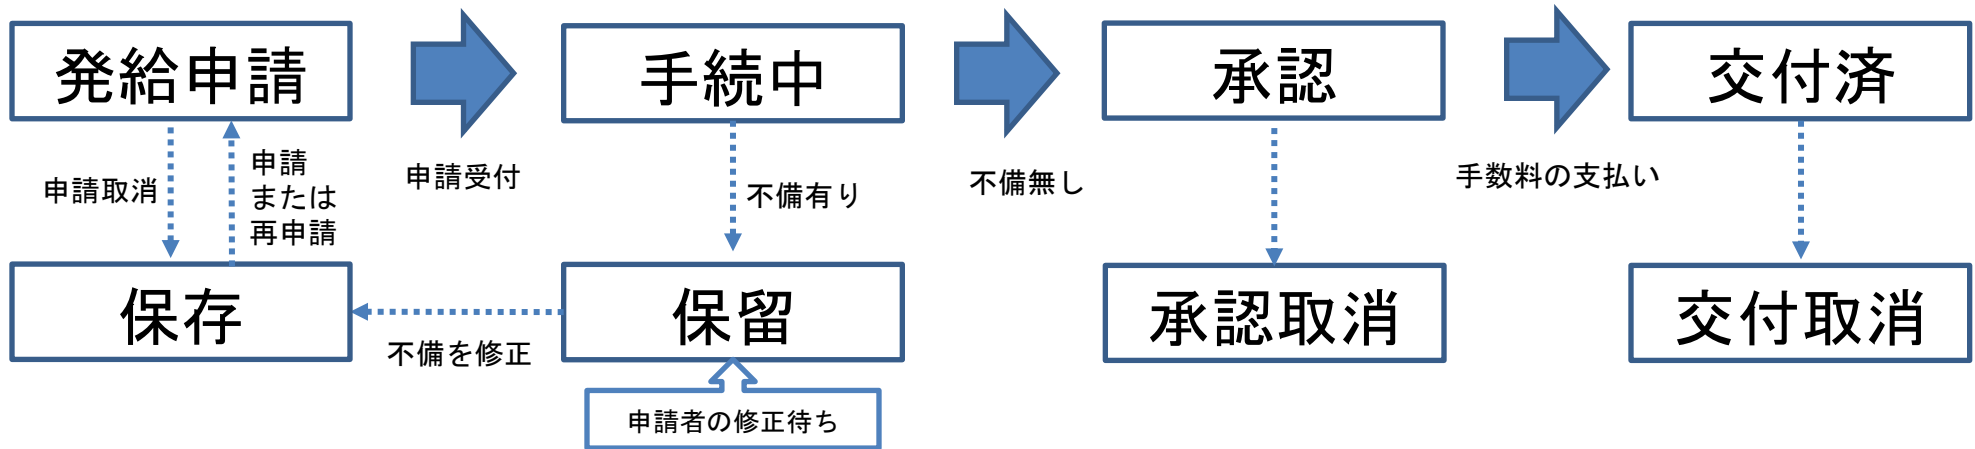 発給申請
手続中
承認
交付済
申請取消
申請
または
再申請
申請受付
不備有り
不備無し
手数料の支払い
保存
不備を修正
保留
承認取消
交付取消
申請者の修正待ち